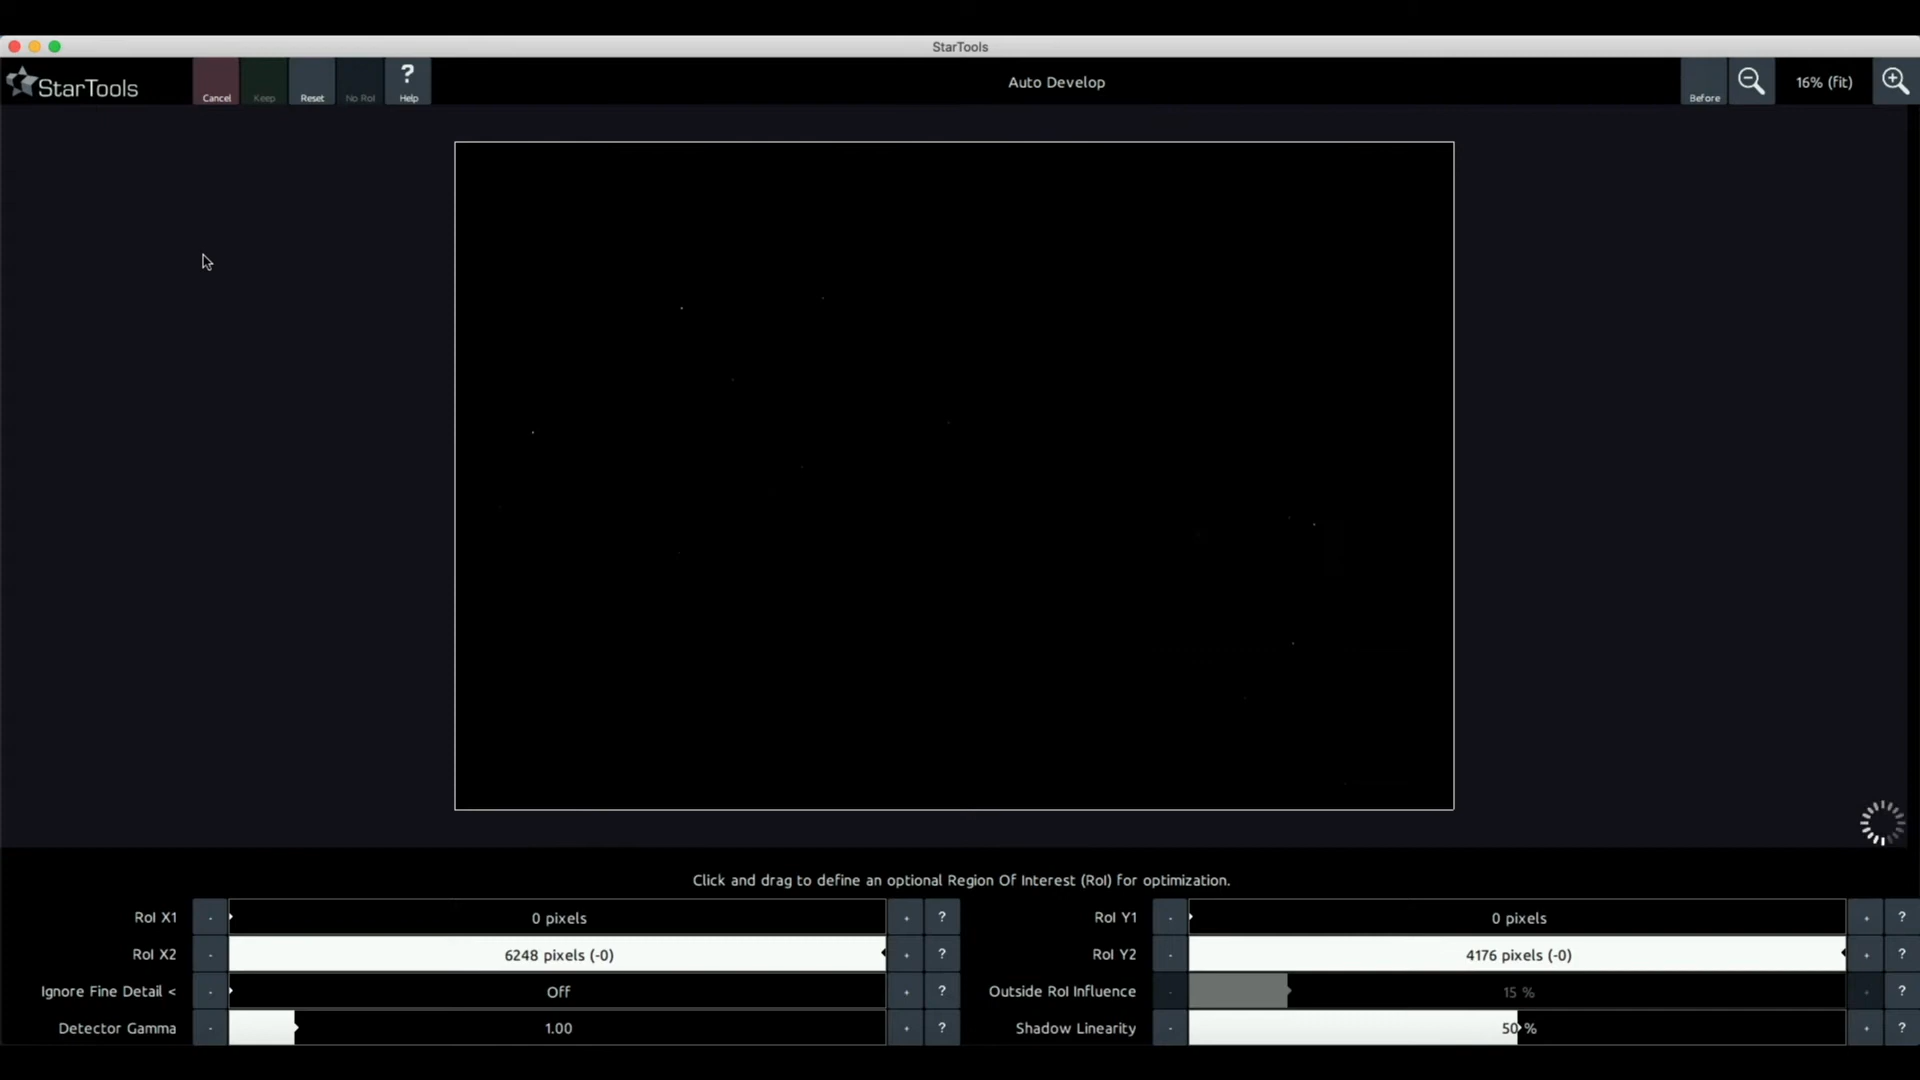 StarTools
StarTools
Cancel
Keep
Reset
No RoI
?
Help
Auto Develop
Before
16% (fit)
Click and drag to define an optional Region Of Interest (RoI) for optimization.
RoI X1 - 0 pixels + ?
RoI Y1 - 0 pixels + ?
RoI X2 - 6248 pixels (-0) + ?
RoI Y2 - 4176 pixels (-0) + ?
Ignore Fine Detail < - Off + ?
Outside RoI Influence - 15 % + ?
Detector Gamma - 1.00 + ?
Shadow Linearity - 50 % + ?